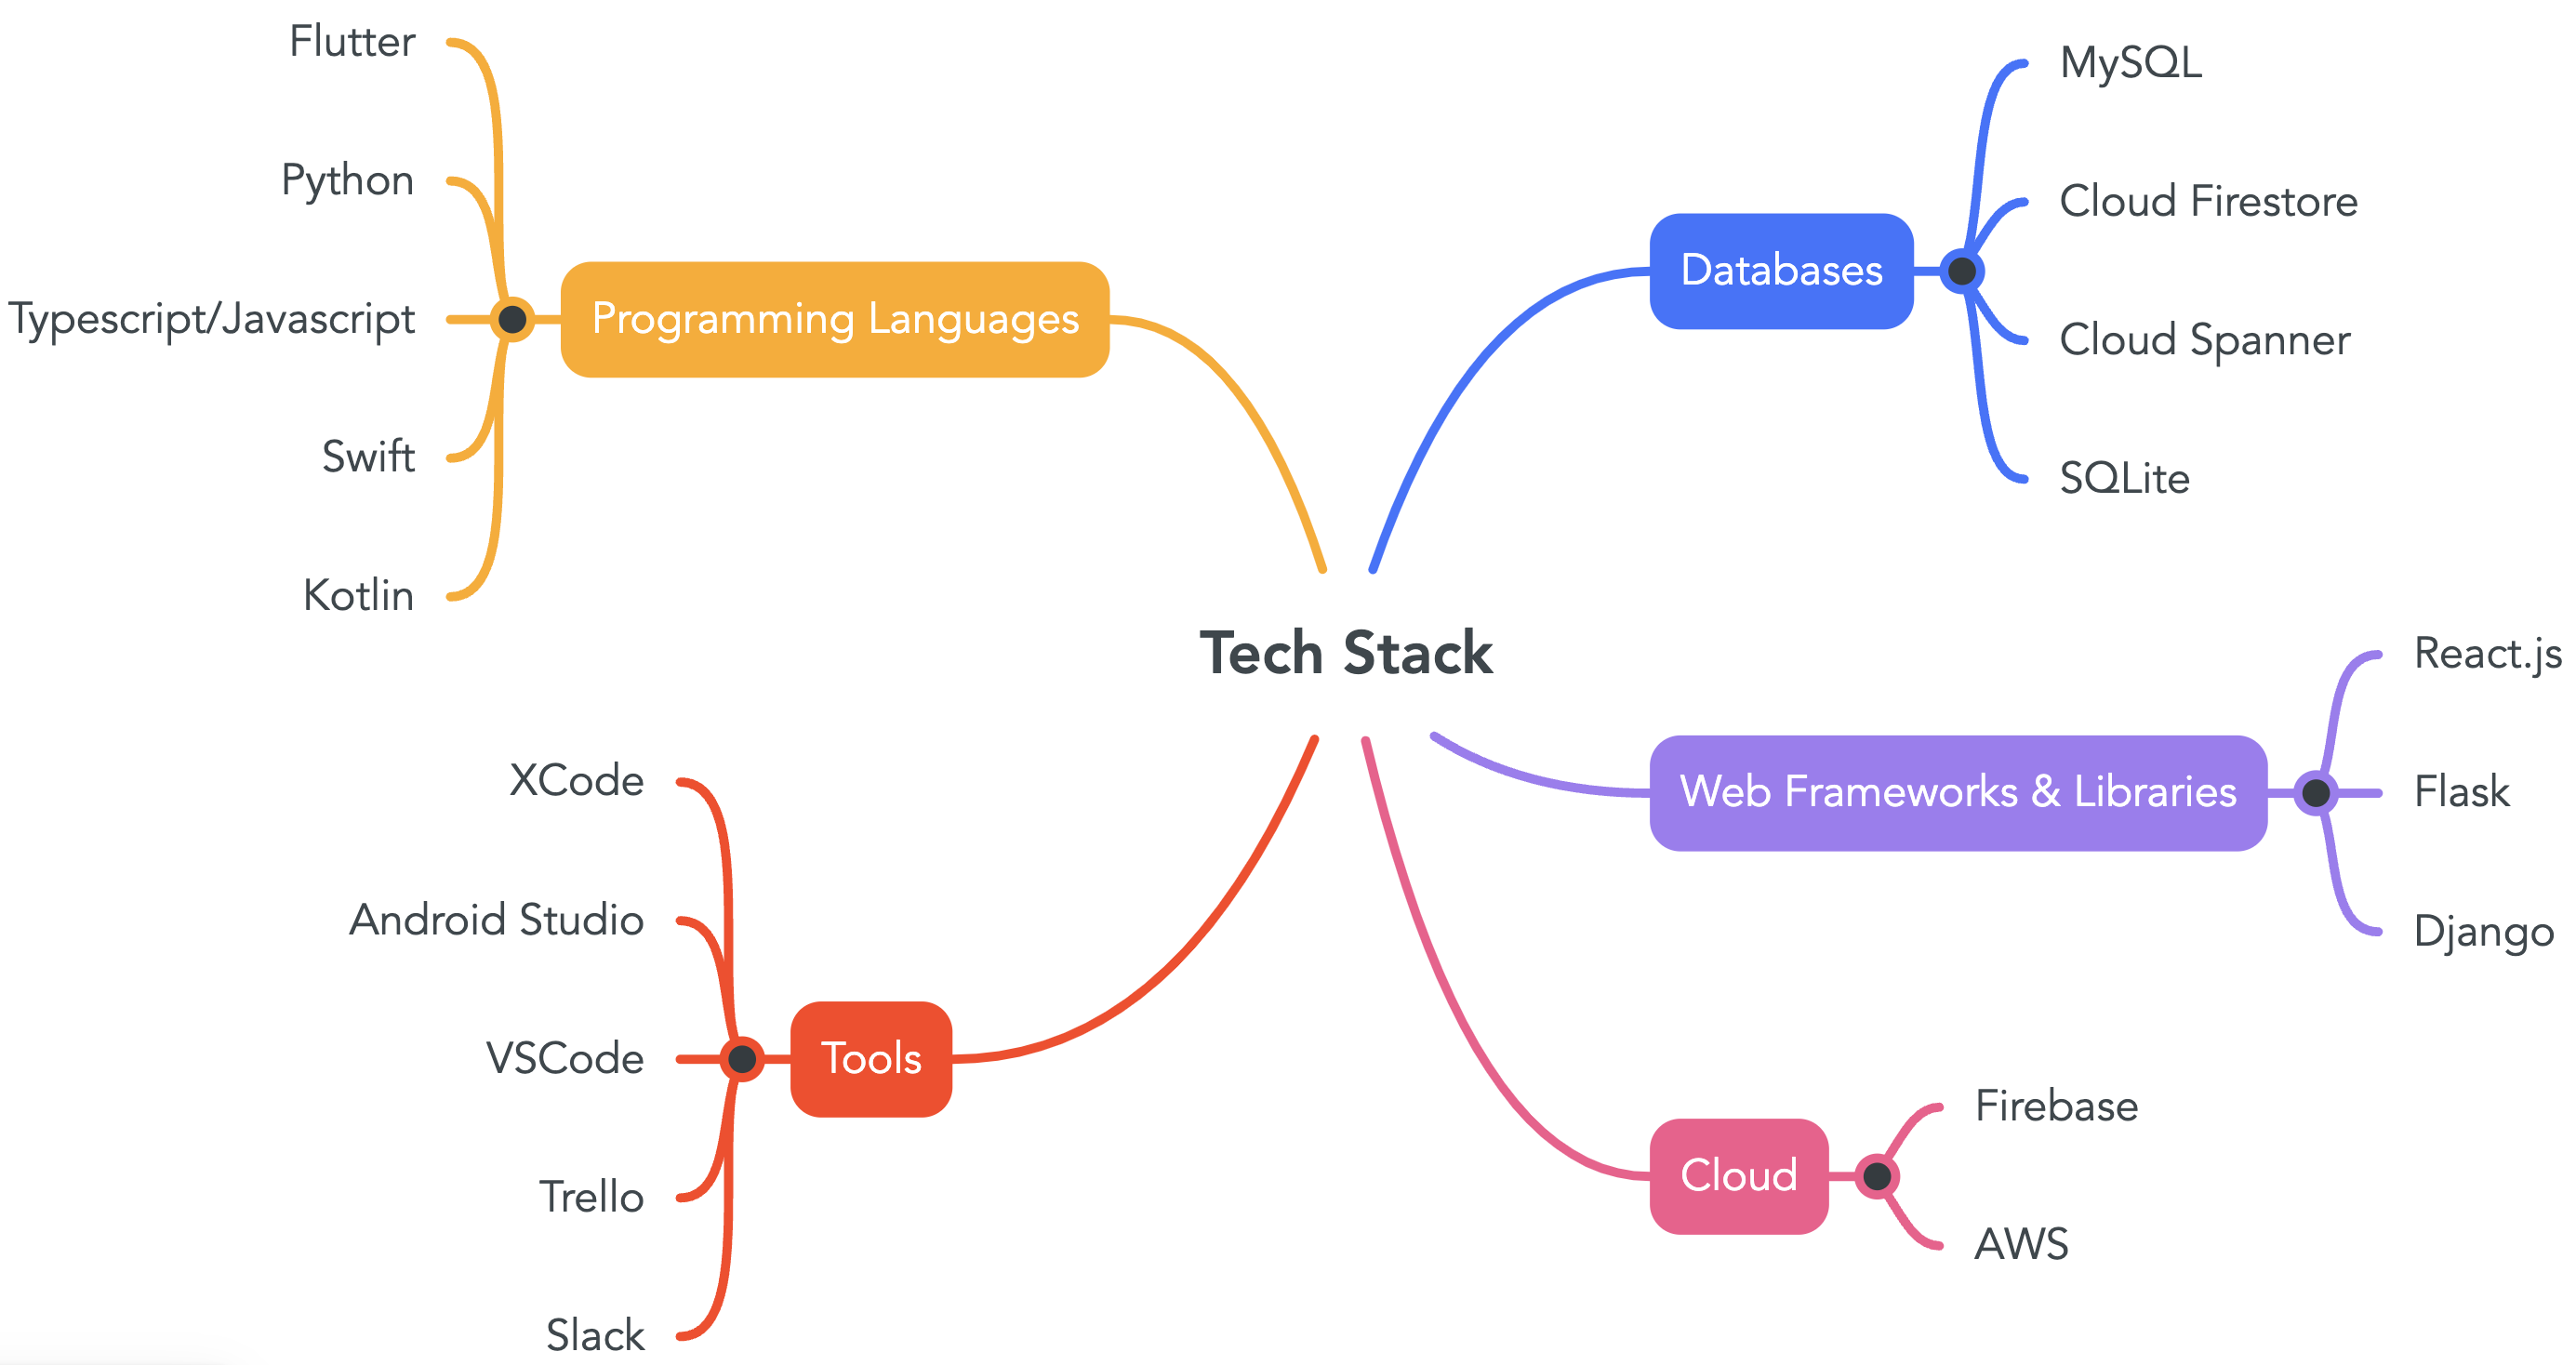 Tech Stack
Programming Languages
Flutter
Python
Typescript/Javascript
Swift
Kotlin
Tools
XCode
Android Studio
VSCode
Trello
Slack
Databases
MySQL
Cloud Firestore
Cloud Spanner
SQLite
Web Frameworks & Libraries
React.js
Flask
Django
Cloud
Firebase
AWS